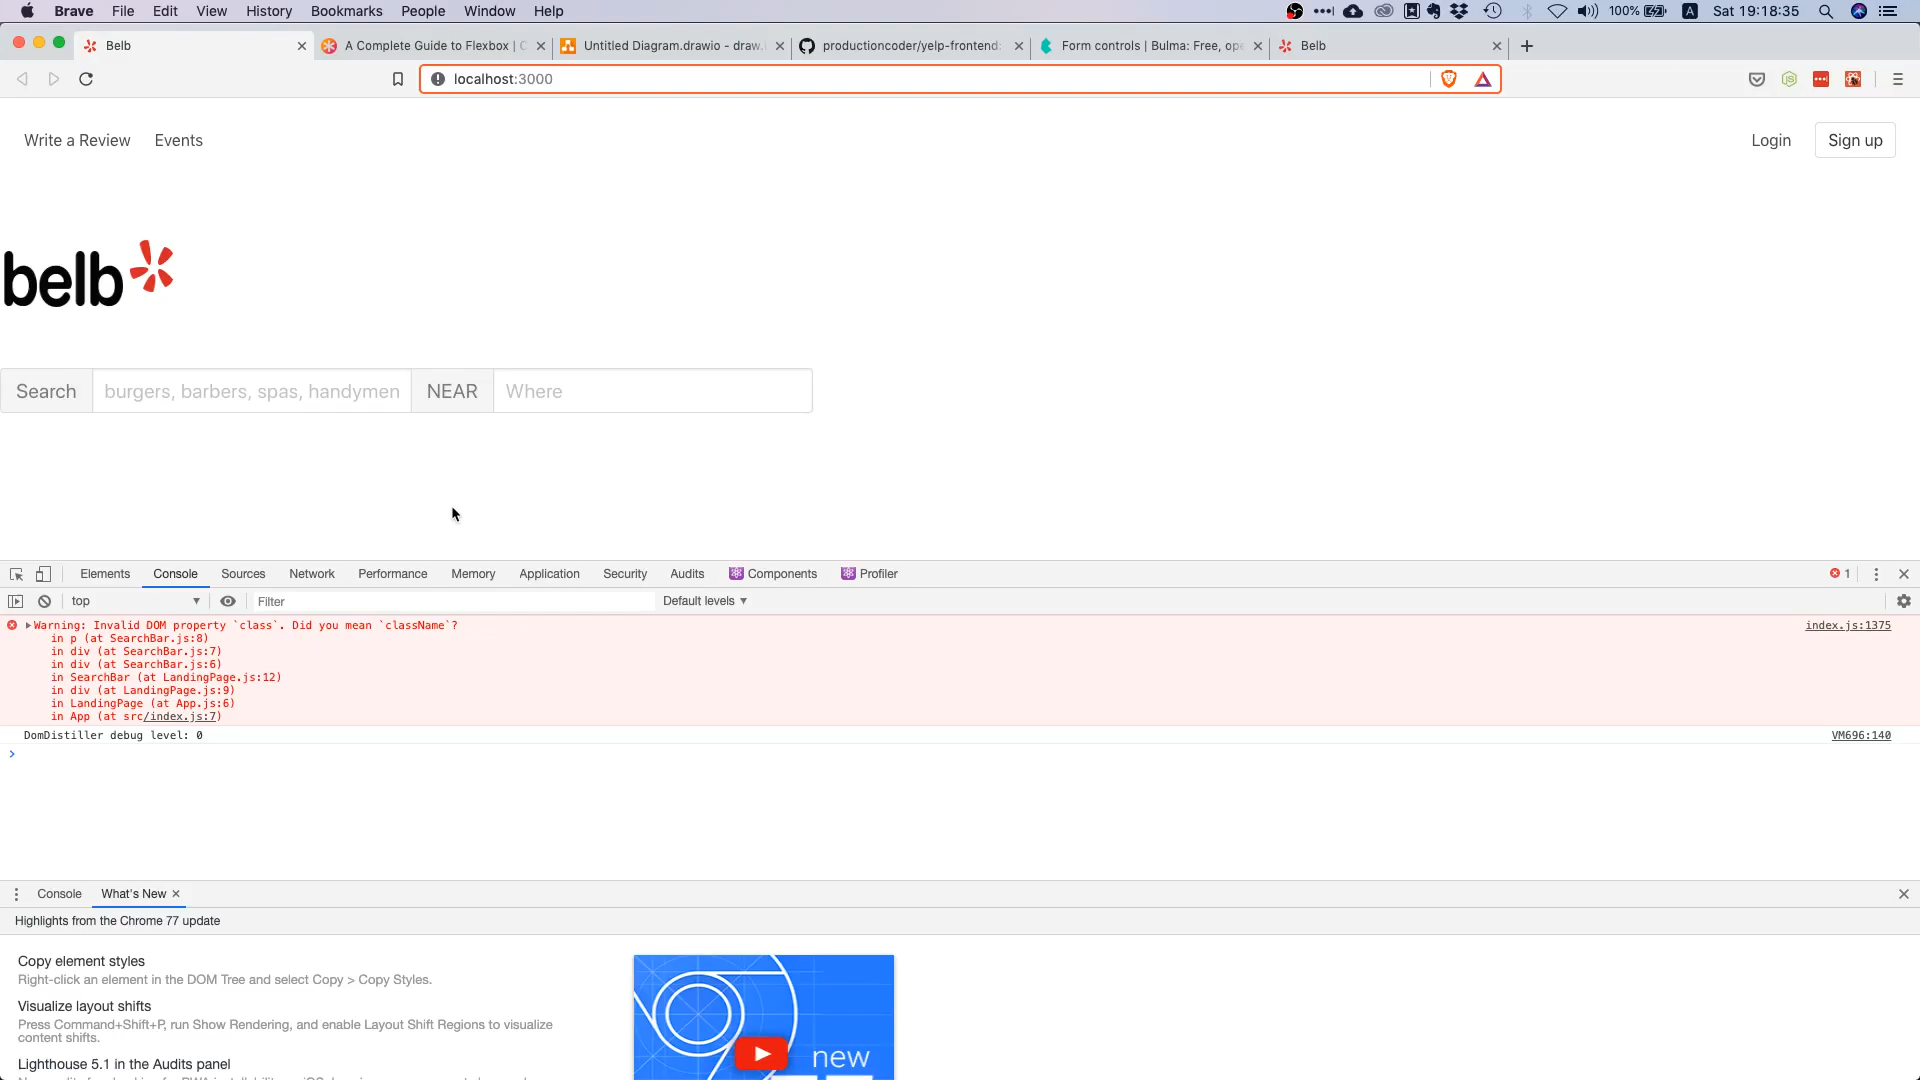 Brave File Edit View History Bookmarks People Window Help 100% A Sat 19:18:35
Belb A Complete Guide to Flexbox | C Untitled Diagram.drawio - draw. productioncoder/yelp-frontend: Form controls | Bulma: Free, ope Belb
localhost:3000
Write a Review Events Login Sign up
belb
Search burgers, barbers, spas, handymen NEAR Where
Elements Console Sources Network Performance Memory Application Security Audits Components Profiler 1
top Filter Default levels
Warning: Invalid DOM property `class`. Did you mean `className`? index.js:1375
in p (at SearchBar.js:8)
in div (at SearchBar.js:7)
in div (at SearchBar.js:6)
in SearchBar (at LandingPage.js:12)
in div (at LandingPage.js:9)
in LandingPage (at App.js:6)
in App (at src/index.js:7)
DomDistiller debug level: 0 VM696:140
Console What's New
Highlights from the Chrome 77 update
Copy element styles
Right-click an element in the DOM Tree and select Copy > Copy Styles.
Visualize layout shifts
Press Command+Shift+P, run Show Rendering, and enable Layout Shift Regions to visualize
content shifts.
Lighthouse 5.1 in the Audits panel
new